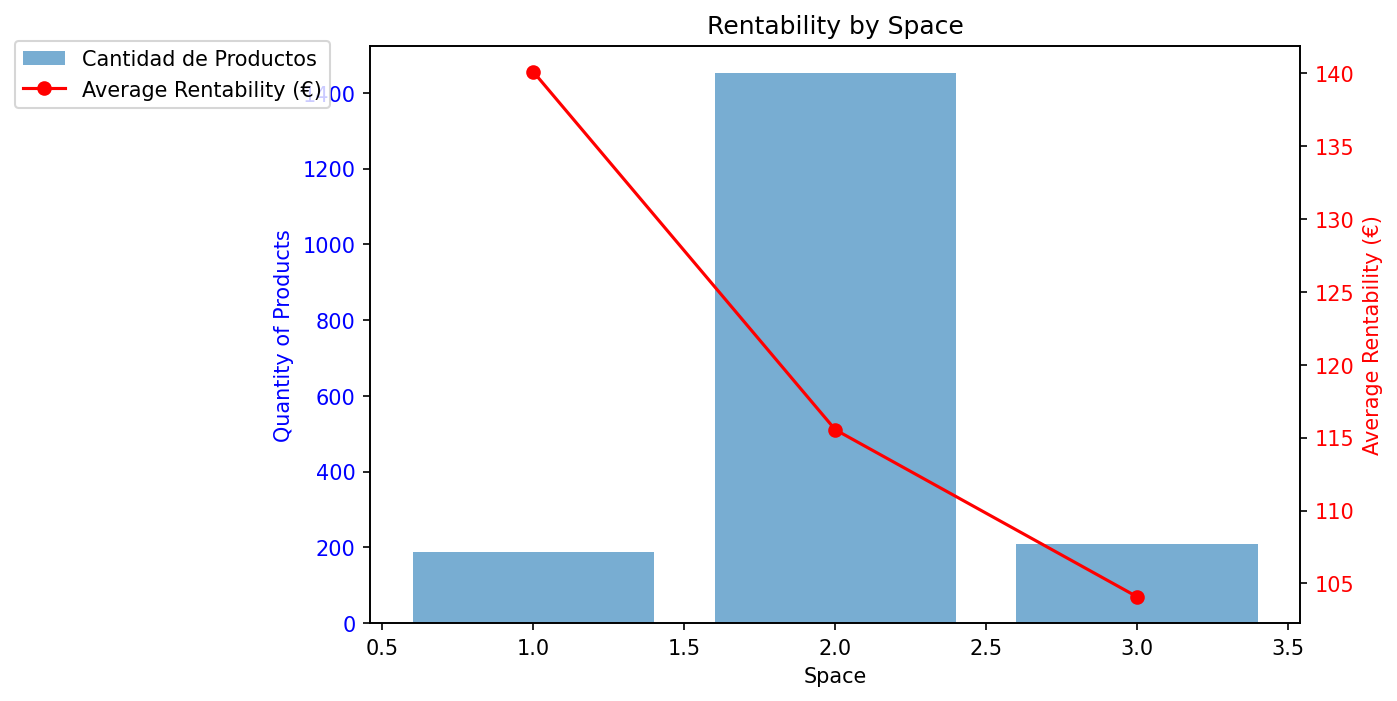 Rentability by Space
Cantidad de Productos
Average Rentability (€)
Quantity of Products
1400
1200
1000
800
600
400
200
0
140
135
130
125
120
115
110
105
Average Rentability (€)
0.5 1.0 1.5 2.0 2.5 3.0 3.5
Space